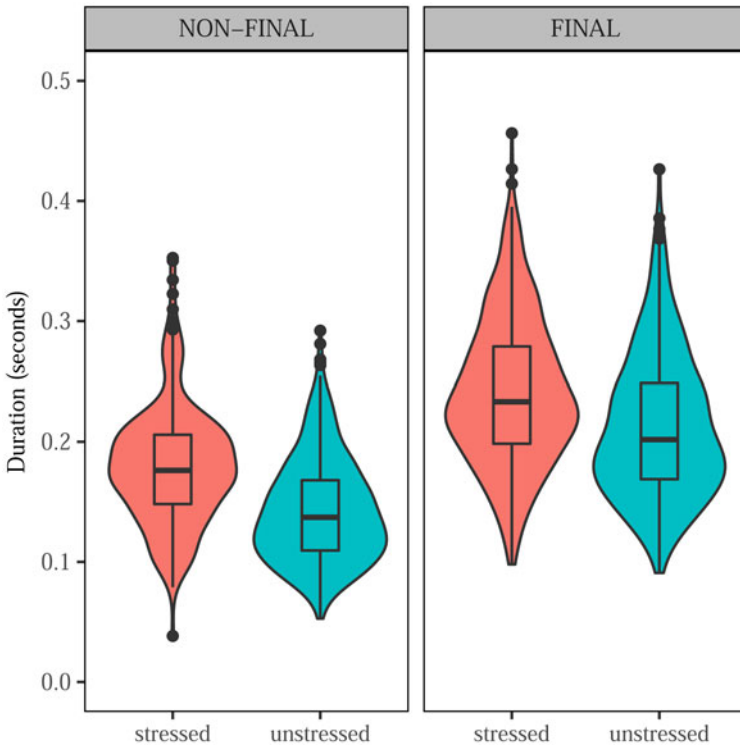 NON–FINAL
FINAL
Duration (seconds)
0.5
0.4
0.3
0.2
0.1
0.0
stressed
unstressed
stressed
unstressed